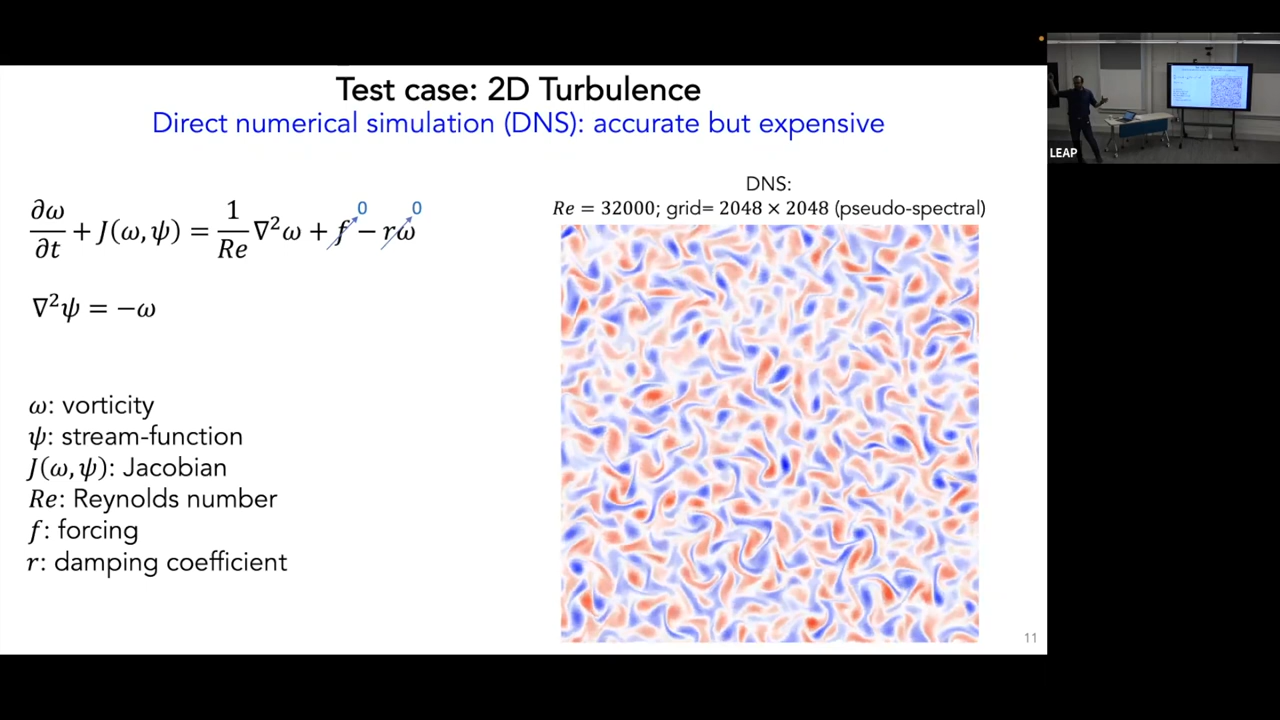 Test case: 2D Turbulence
Direct numerical simulation (DNS): accurate but expensive
∂ω/∂t + J(ω, ψ) = 1/Re ∇²ω + f − rω
0 0
∇²ψ = −ω
ω: vorticity
ψ: stream-function
J(ω, ψ): Jacobian
Re: Reynolds number
f: forcing
r: damping coefficient
DNS:
Re = 32000; grid= 2048 × 2048 (pseudo-spectral)
11
LEAP